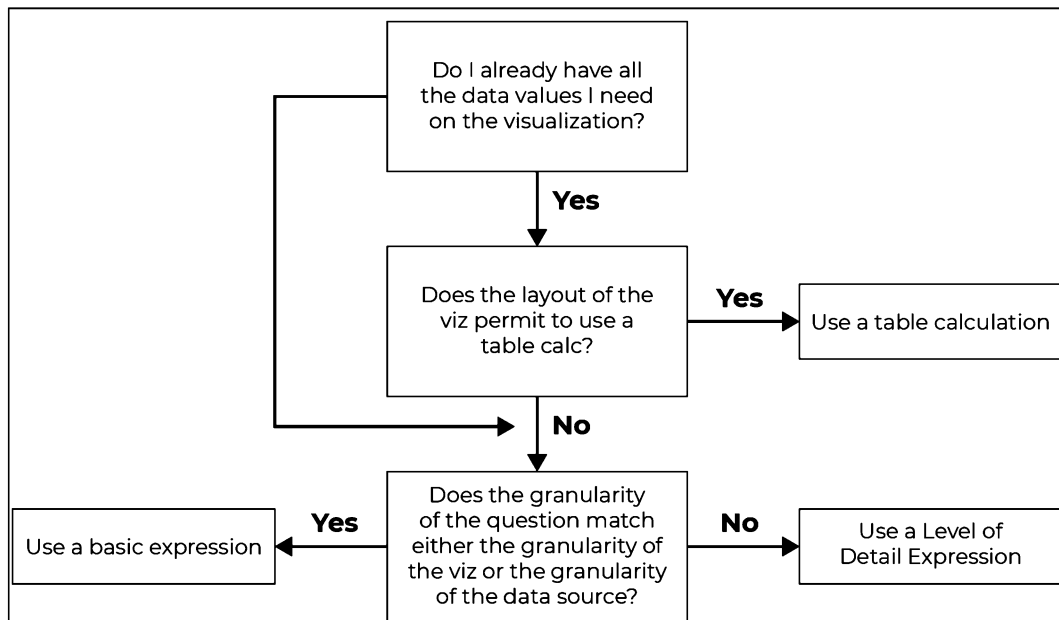 Do I already have all
the data values I need
on the visualization?
Yes
Does the layout of the
viz permit to use a
table calc?
Yes
Use a table calculation
No
Does the granularity
of the question match
either the granularity of
the viz or the granularity
of the data source?
Yes
Use a basic expression
No
Use a Level of
Detail Expression